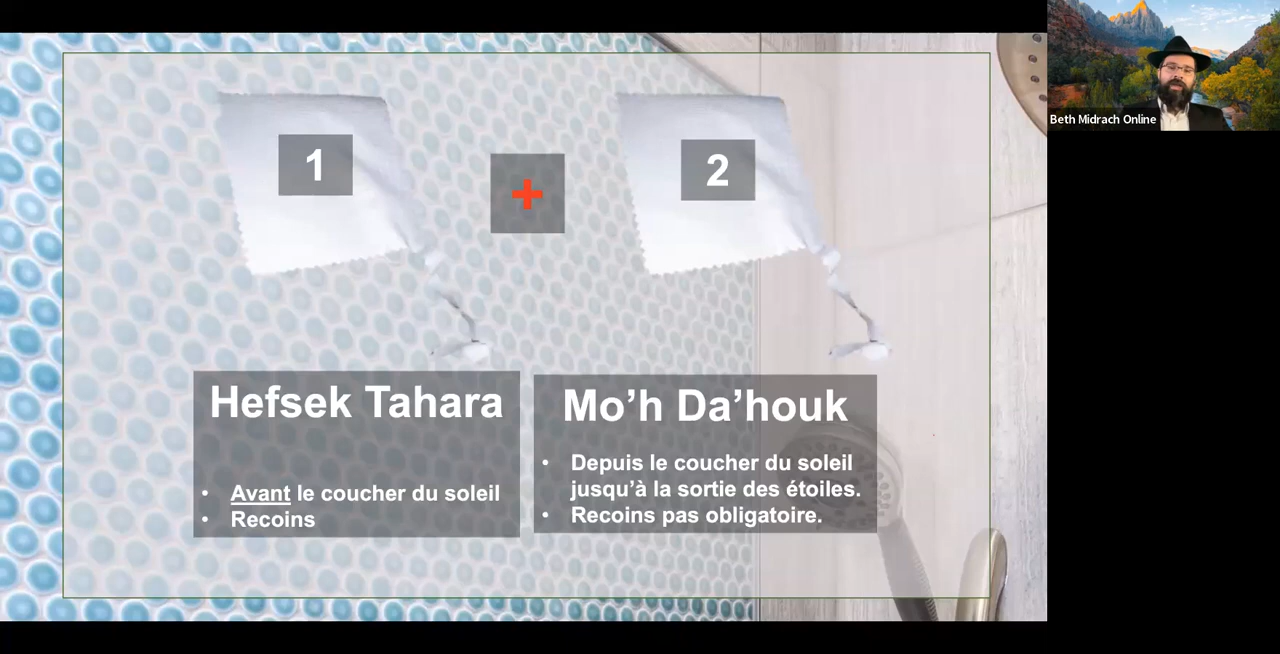 1
+
2
Hefsek Tahara
• Avant le coucher du soleil
• Recoins
Mo’h Da’houk
• Depuis le coucher du soleil
jusqu’à la sortie des étoiles.
• Recoins pas obligatoire.
Beth Midrach Online